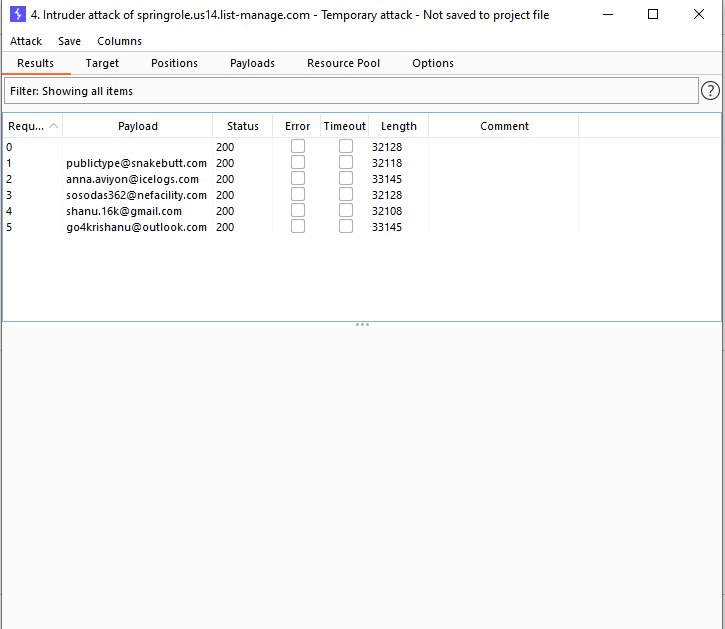 4. Intruder attack of springrole.us14.list-manage.com - Temporary attack - Not saved to project file
Attack Save Columns
Results Target Positions Payloads Resource Pool Options
Filter: Showing all items ?
Requ... Payload Status Error Timeout Length Comment
0 200 32128
1 publictype@snakebutt.com 200 32118
2 anna.aviyon@icelogs.com 200 33145
3 sosodas362@nefacility.com 200 32128
4 shanu.16k@gmail.com 200 32108
5 go4krishanu@outlook.com 200 33145